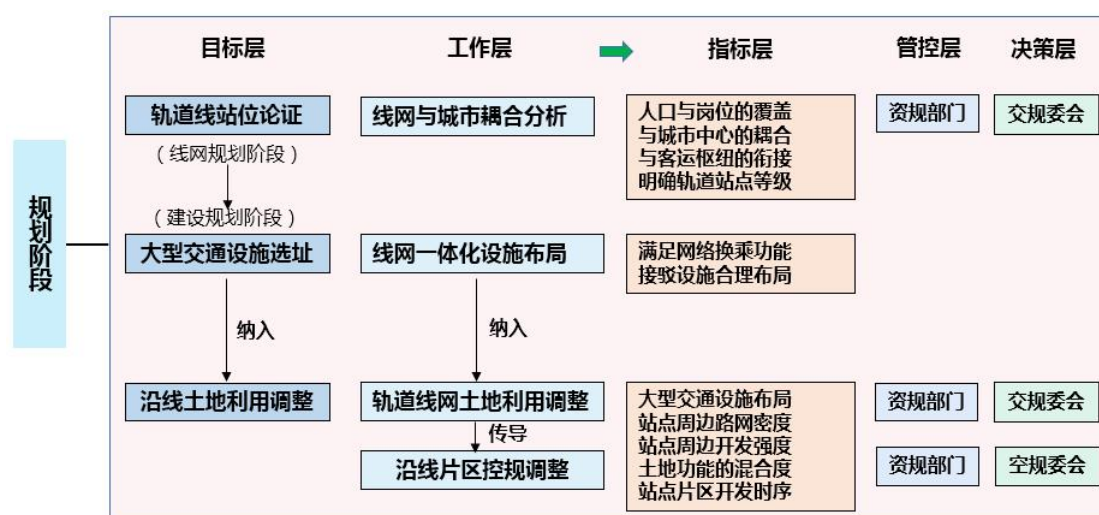 目标层
工作层
指标层
管控层
决策层
规划阶段
轨道线站位论证
线网与城市耦合分析
人口与岗位的覆盖
与城市中心的耦合
与客运枢纽的衔接
明确轨道站点等级
资规部门
交规委会
（线网规划阶段）
（建设规划阶段）
大型交通设施选址
线网一体化设施布局
满足网络换乘功能
接驳设施合理布局
纳入
纳入
沿线土地利用调整
轨道线网土地利用调整
传导
沿线片区控规调整
大型交通设施布局
站点周边路网密度
站点周边开发强度
土地功能的混合度
站点片区开发时序
资规部门
交规委会
资规部门
空规委会